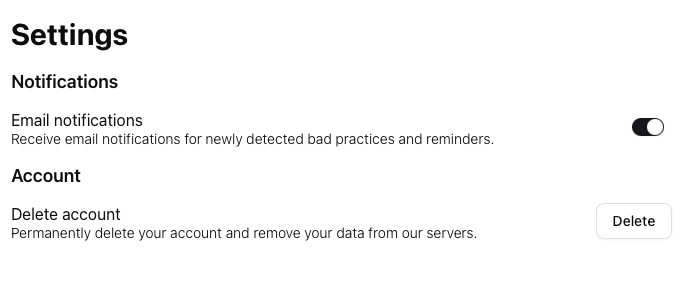 Settings
Notifications
Email notifications
Receive email notifications for newly detected bad practices and reminders.
Account
Delete account
Permanently delete your account and remove your data from our servers.
Delete